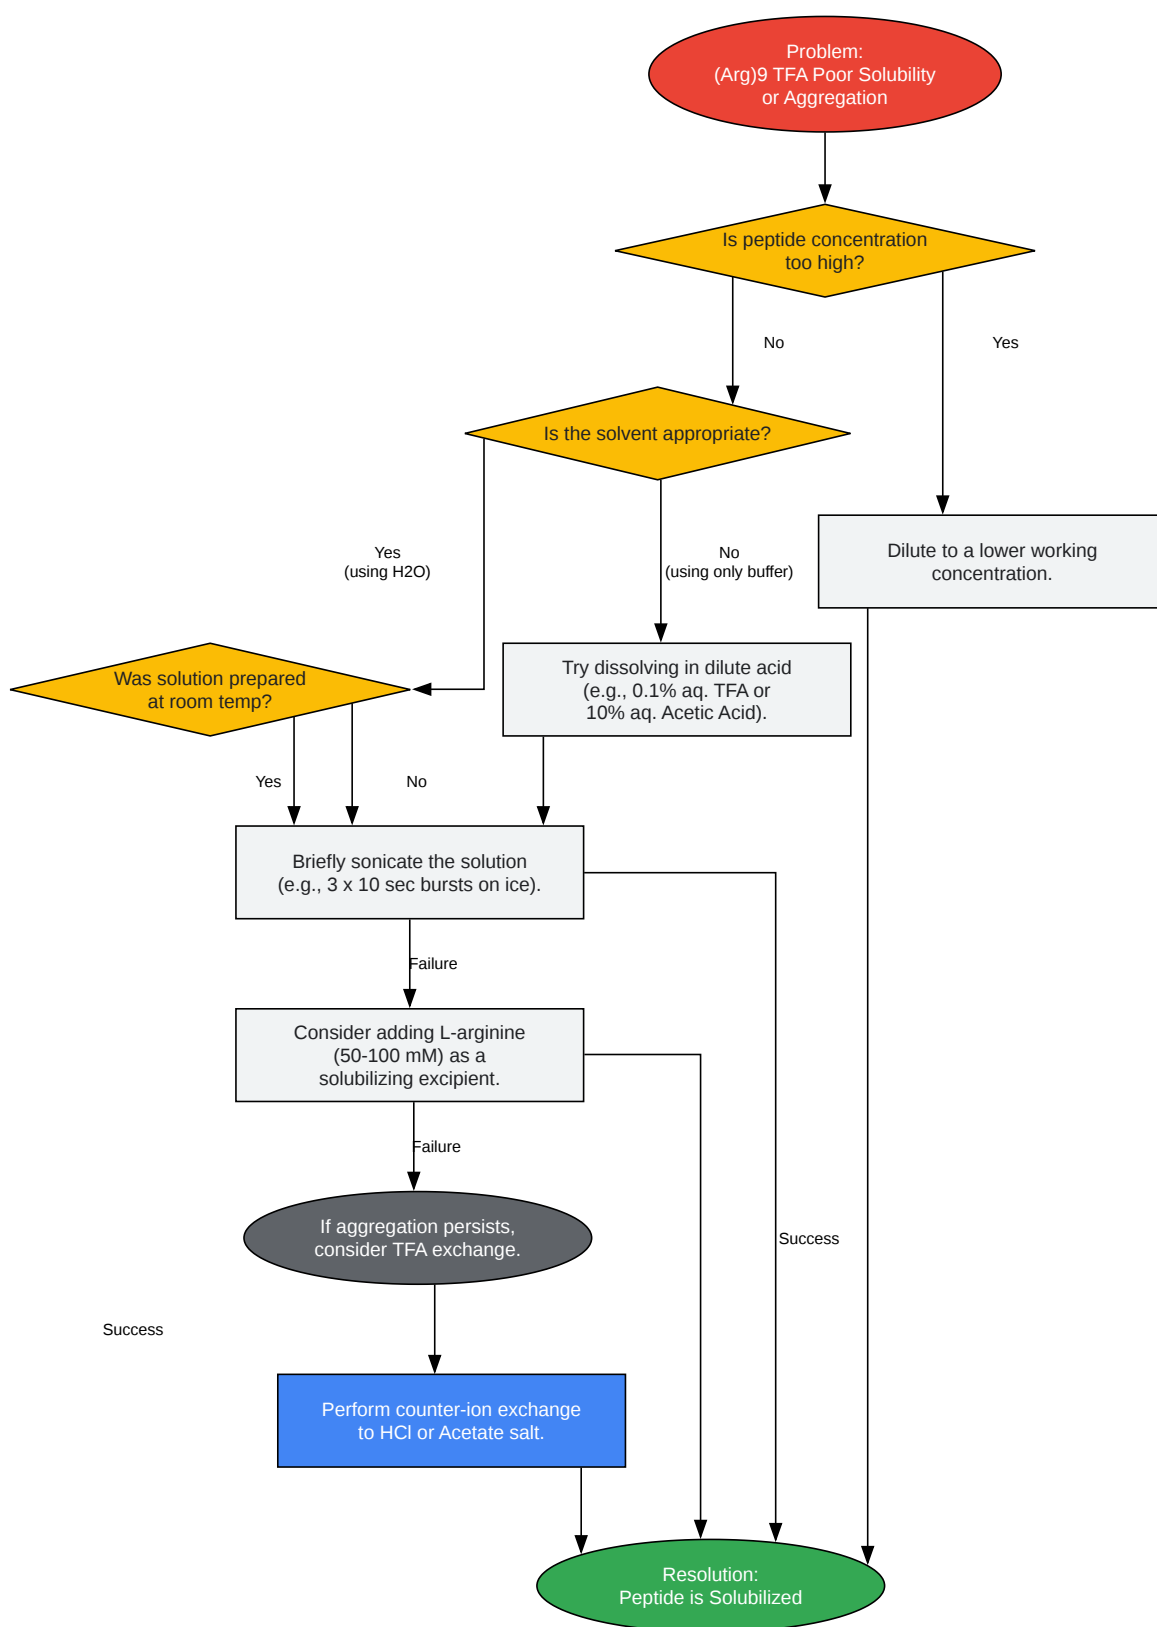 Problem:
(Arg)9 TFA Poor Solubility
or Aggregation
Is peptide concentration
too high?
No
Yes
Is the solvent appropriate?
Yes
(using H2O)
No
(using only buffer)
Dilute to a lower working
concentration.
Was solution prepared
at room temp?
Try dissolving in dilute acid
(e.g., 0.1% aq. TFA or
10% aq. Acetic Acid).
Yes
No
Briefly sonicate the solution
(e.g., 3 x 10 sec bursts on ice).
Failure
Consider adding L-arginine
(50-100 mM) as a
solubilizing excipient.
Failure
If aggregation persists,
consider TFA exchange.
Success
Success
Perform counter-ion exchange
to HCl or Acetate salt.
Resolution:
Peptide is Solubilized